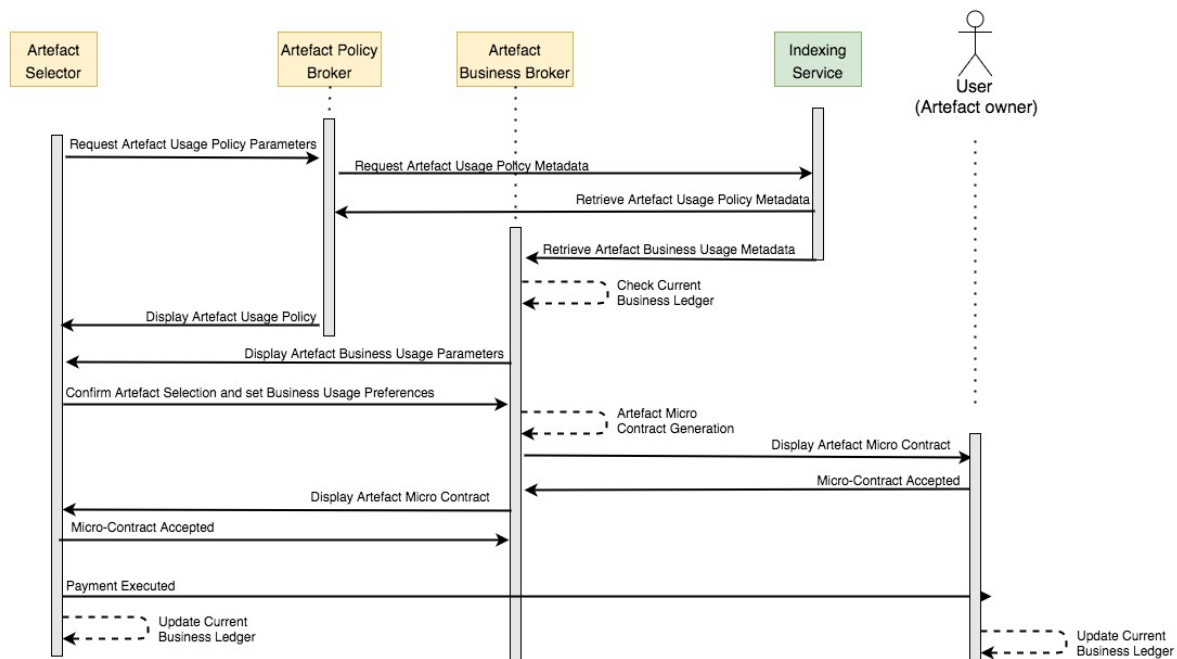 Artefact
Selector
Artefact Policy
Broker
Artefact
Business Broker
Indexing
Service
User
(Artefact owner)
Request Artefact Usage Policy Parameters
Request Artefact Usage Policy Metadata
Retrieve Artefact Usage Policy Metadata
Retrieve Artefact Business Usage Metadata
Check Current
Business Ledger
Display Artefact Usage Policy
Display Artefact Business Usage Parameters
Confirm Artefact Selection and set Business Usage Preferences
Artefact Micro
Contract Generation
Display Artefact Micro Contract
Micro-Contract Accepted
Display Artefact Micro Contract
Micro-Contract Accepted
Payment Executed
Update Current
Business Ledger
Update Current
Business Ledger